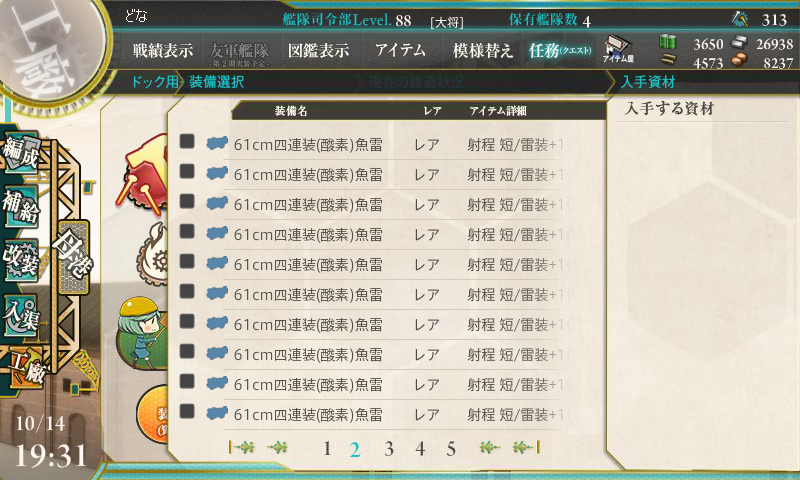 工廠
どな
艦隊司令部Level. 88 [大将]
保有艦隊数 4
313
戦績表示
友軍艦隊
第2期実装予定
図鑑表示
アイテム
模様替え
任務(クエスト)
アイテム屋
3650
26938
4573
8237
ドック用
装備選択
入手資材
装備名 レア アイテム詳細
入手する資材
61cm四連装(酸素)魚雷 レア 射程 短/雷装+1
61cm四連装(酸素)魚雷 レア 射程 短/雷装+1
61cm四連装(酸素)魚雷 レア 射程 短/雷装+1
61cm四連装(酸素)魚雷 レア 射程 短/雷装+1
61cm四連装(酸素)魚雷 レア 射程 短/雷装+1
61cm四連装(酸素)魚雷 レア 射程 短/雷装+1
61cm四連装(酸素)魚雷 レア 射程 短/雷装+1
61cm四連装(酸素)魚雷 レア 射程 短/雷装+1
61cm四連装(酸素)魚雷 レア 射程 短/雷装+1
61cm四連装(酸素)魚雷 レア 射程 短/雷装+1
1 2 3 4 5
編成
補給
改装
入渠
工廠
母港
10/14
19:31